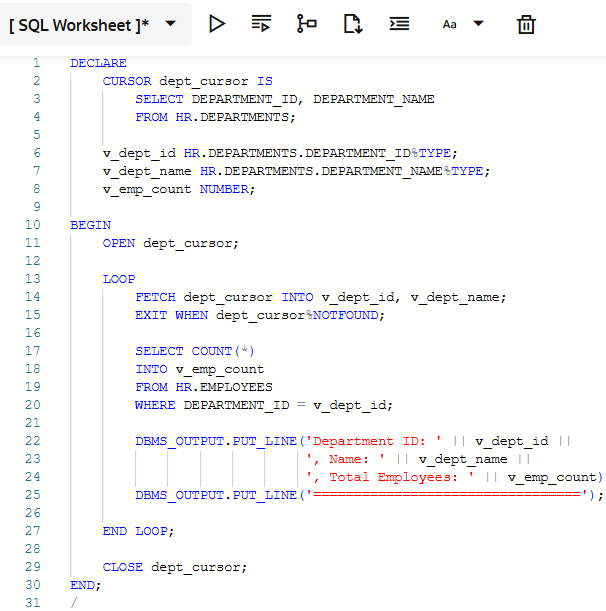 [ SQL Worksheet ]* Aa
1 DECLARE
2 CURSOR dept_cursor IS
3 SELECT DEPARTMENT_ID, DEPARTMENT_NAME
4 FROM HR.DEPARTMENTS;
5
6 v_dept_id HR.DEPARTMENTS.DEPARTMENT_ID%TYPE;
7 v_dept_name HR.DEPARTMENTS.DEPARTMENT_NAME%TYPE;
8 v_emp_count NUMBER;
9
10 BEGIN
11 OPEN dept_cursor;
12
13 LOOP
14 FETCH dept_cursor INTO v_dept_id, v_dept_name;
15 EXIT WHEN dept_cursor%NOTFOUND;
16
17 SELECT COUNT(*)
18 INTO v_emp_count
19 FROM HR.EMPLOYEES
20 WHERE DEPARTMENT_ID = v_dept_id;
21
22 DBMS_OUTPUT.PUT_LINE('Department ID: ' || v_dept_id ||
23 ', Name: ' || v_dept_name ||
24 ', Total Employees: ' || v_emp_count)
25 DBMS_OUTPUT.PUT_LINE('=================================');
26
27 END LOOP;
28
29 CLOSE dept_cursor;
30 END;
31 /